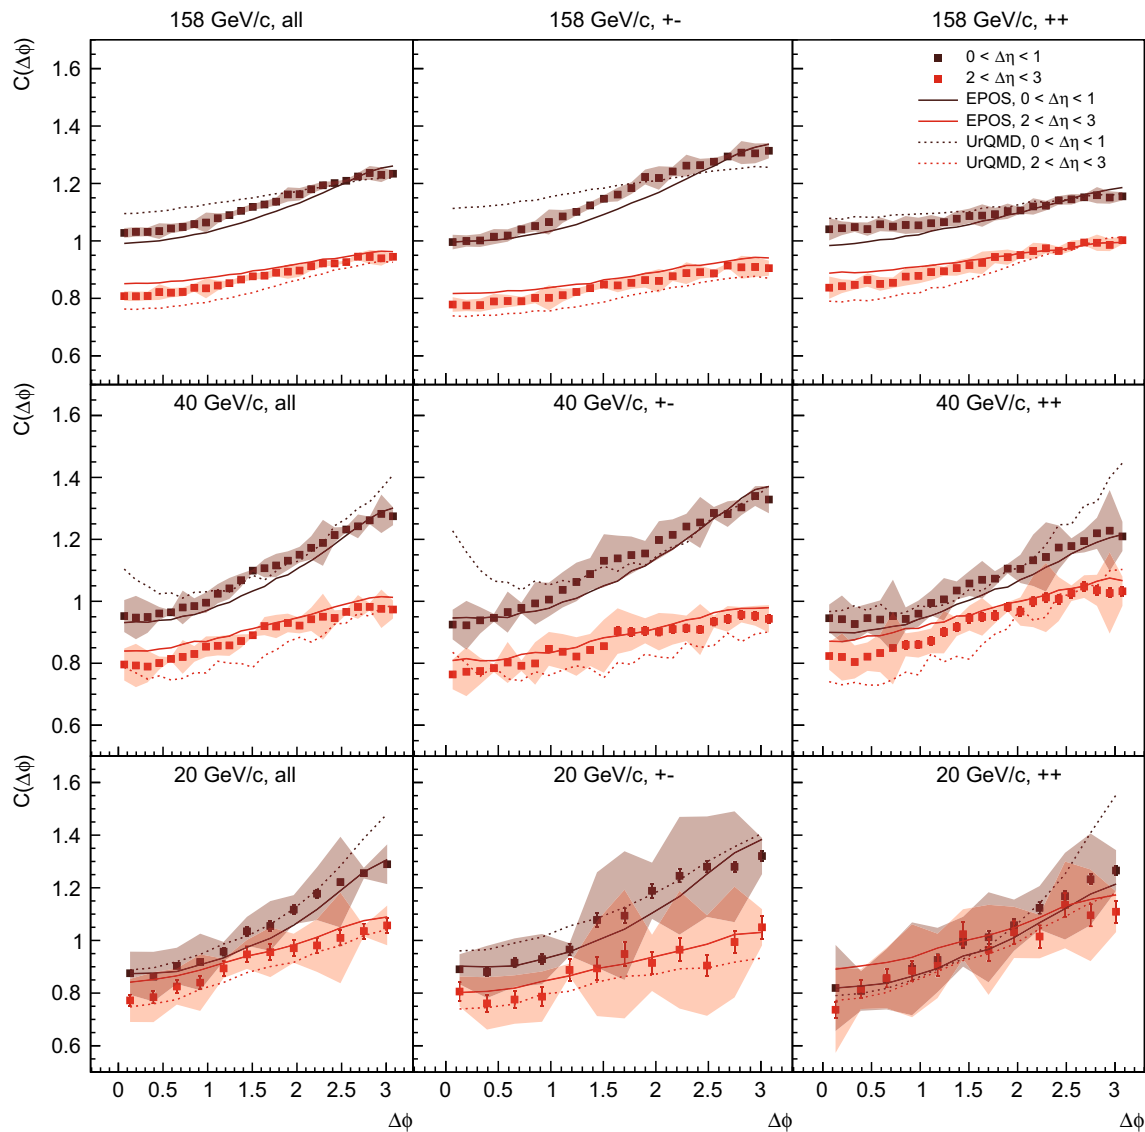 158 GeV/c, all
158 GeV/c, +-
158 GeV/c, ++
C(Δϕ)
1.6
1.4
1.2
1
0.8
0.6
0 < Δη < 1
2 < Δη < 3
EPOS, 0 < Δη < 1
EPOS, 2 < Δη < 3
UrQMD, 0 < Δη < 1
UrQMD, 2 < Δη < 3
40 GeV/c, all
40 GeV/c, +-
40 GeV/c, ++
C(Δϕ)
1.6
1.4
1.2
1
0.8
0.6
20 GeV/c, all
20 GeV/c, +-
20 GeV/c, ++
C(Δϕ)
1.6
1.4
1.2
1
0.8
0.6
0 0.5 1 1.5 2 2.5 3
0 0.5 1 1.5 2 2.5 3
0 0.5 1 1.5 2 2.5 3
Δϕ
Δϕ
Δϕ